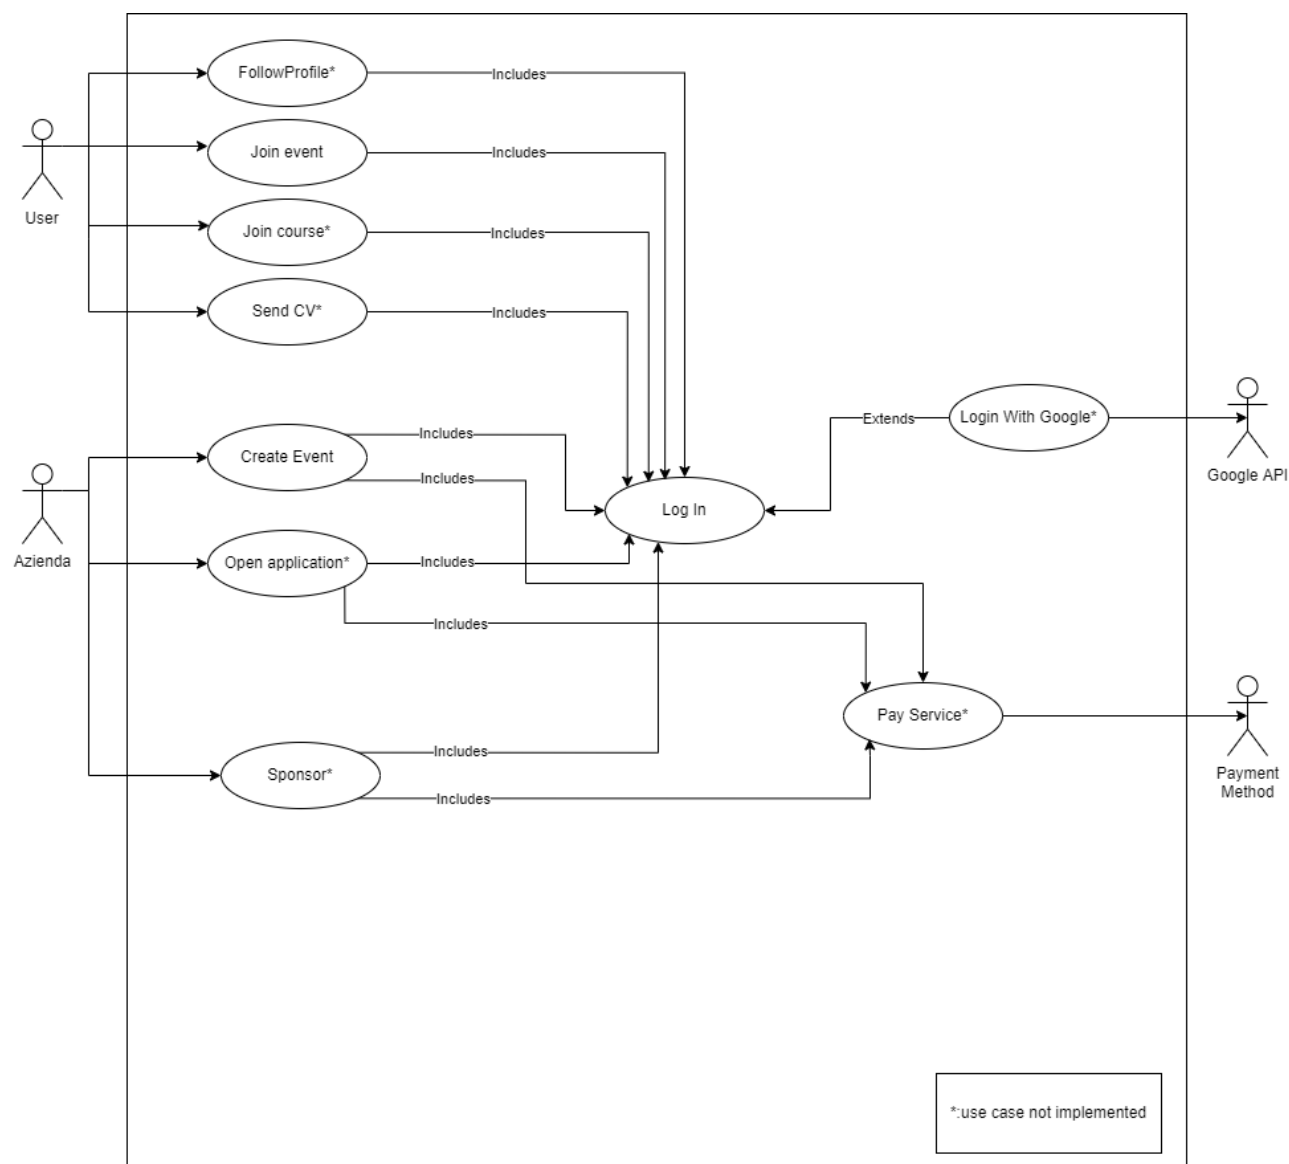 FollowProfile*
Includes
Join event
Includes
User
Join course*
Includes
Send CV*
Includes
Login With Google*
Extends
Google API
Create Event
Includes
Includes
Log In
Azienda
Open application*
Includes
Includes
Pay Service*
Payment
Method
Sponsor*
Includes
Includes
*:use case not implemented